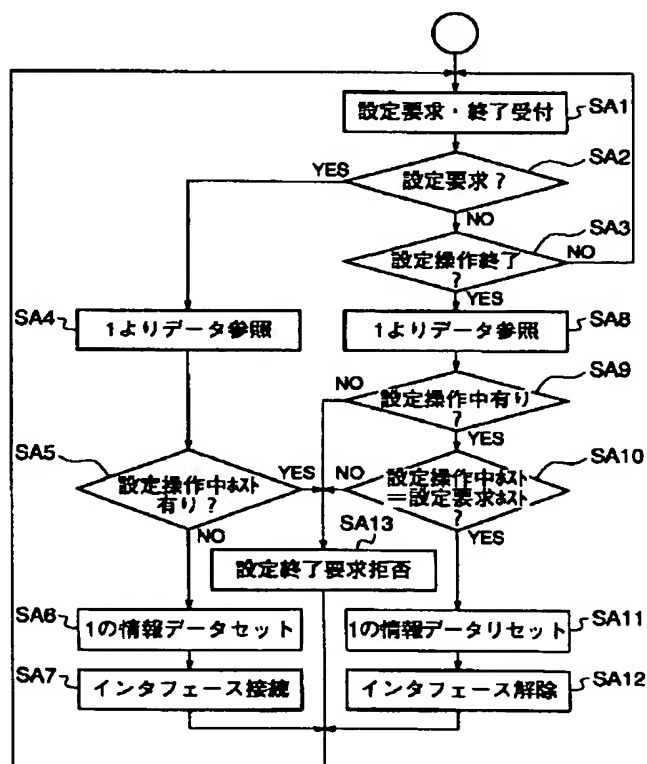 設定要求・終了受付
SA1
SA2
YES
設定要求?
NO
SA3
設定操作終了
?
NO
YES
SA4
1よりデータ参照
1よりデータ参照
SA8
SA9
NO
設定操作中有り
?
YES
SA5
設定操作中ホスト
有り?
YES
NO
NO
設定操作中ホスト
=設定要求ホスト
?
SA10
YES
SA13
設定終了要求拒否
SA6
1の情報データセット
1の情報データリセット
SA11
SA7
インタフェース接続
インタフェース解除
SA12